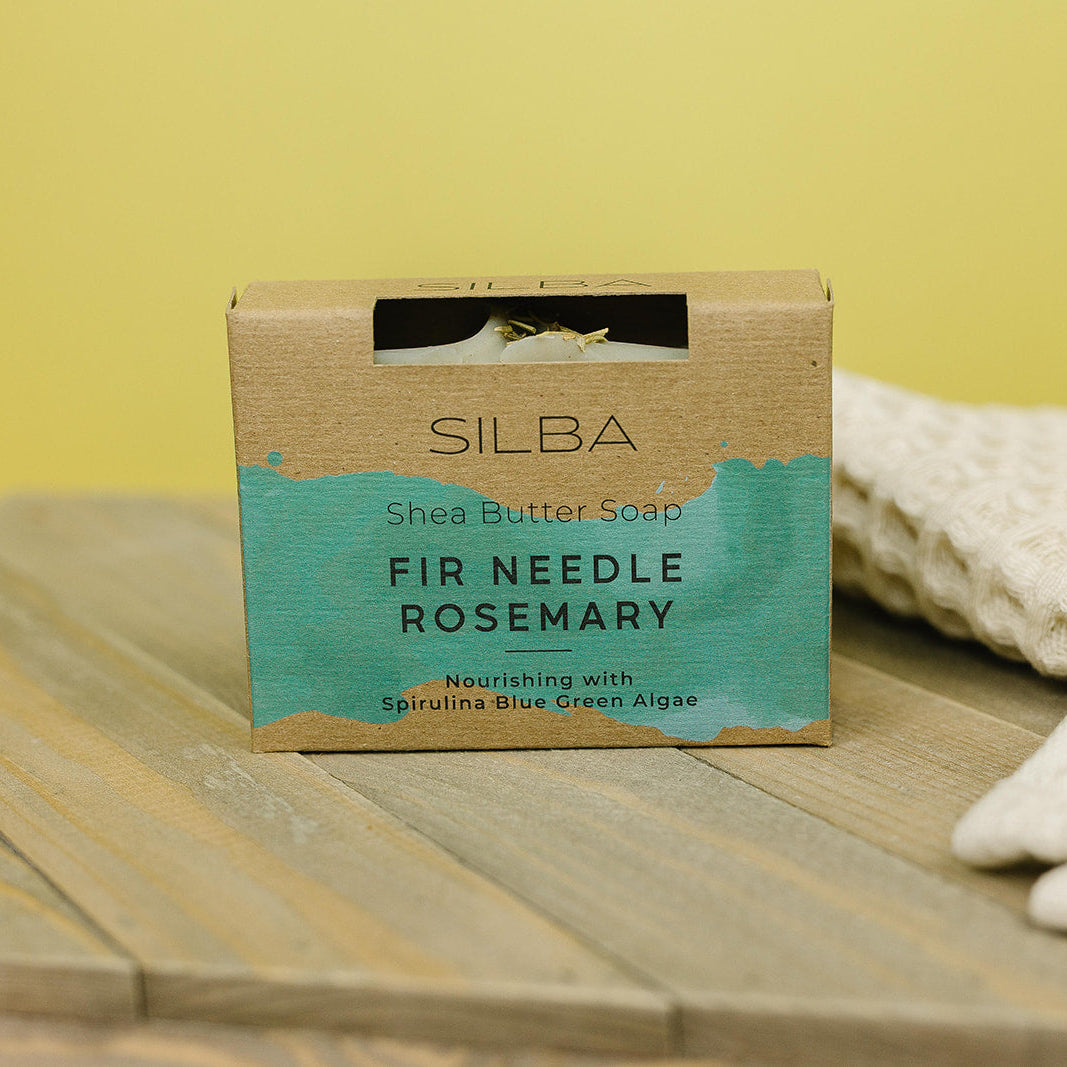 SILBA
SILBA
Shea Butter Soap
FIR NEEDLE
ROSEMARY
Nourishing with
Spirulina Blue Green Algae